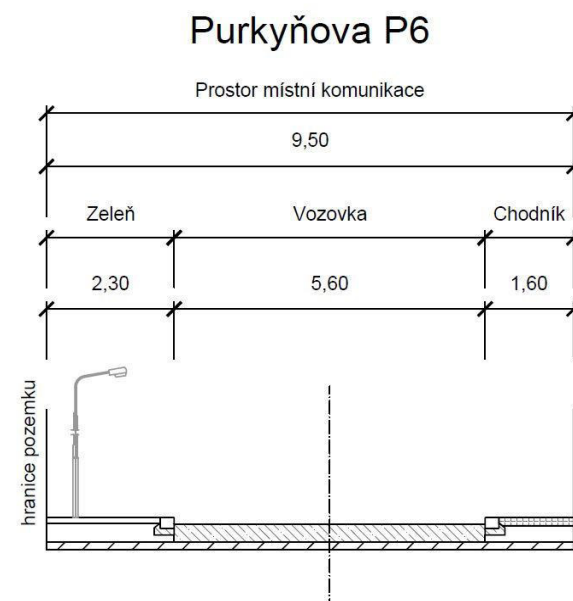 Purkyňova P6
Prostor místní komunikace
9,50
Zeleň Vozovka Chodník
2,30 5,60 1,60
hranice pozemku